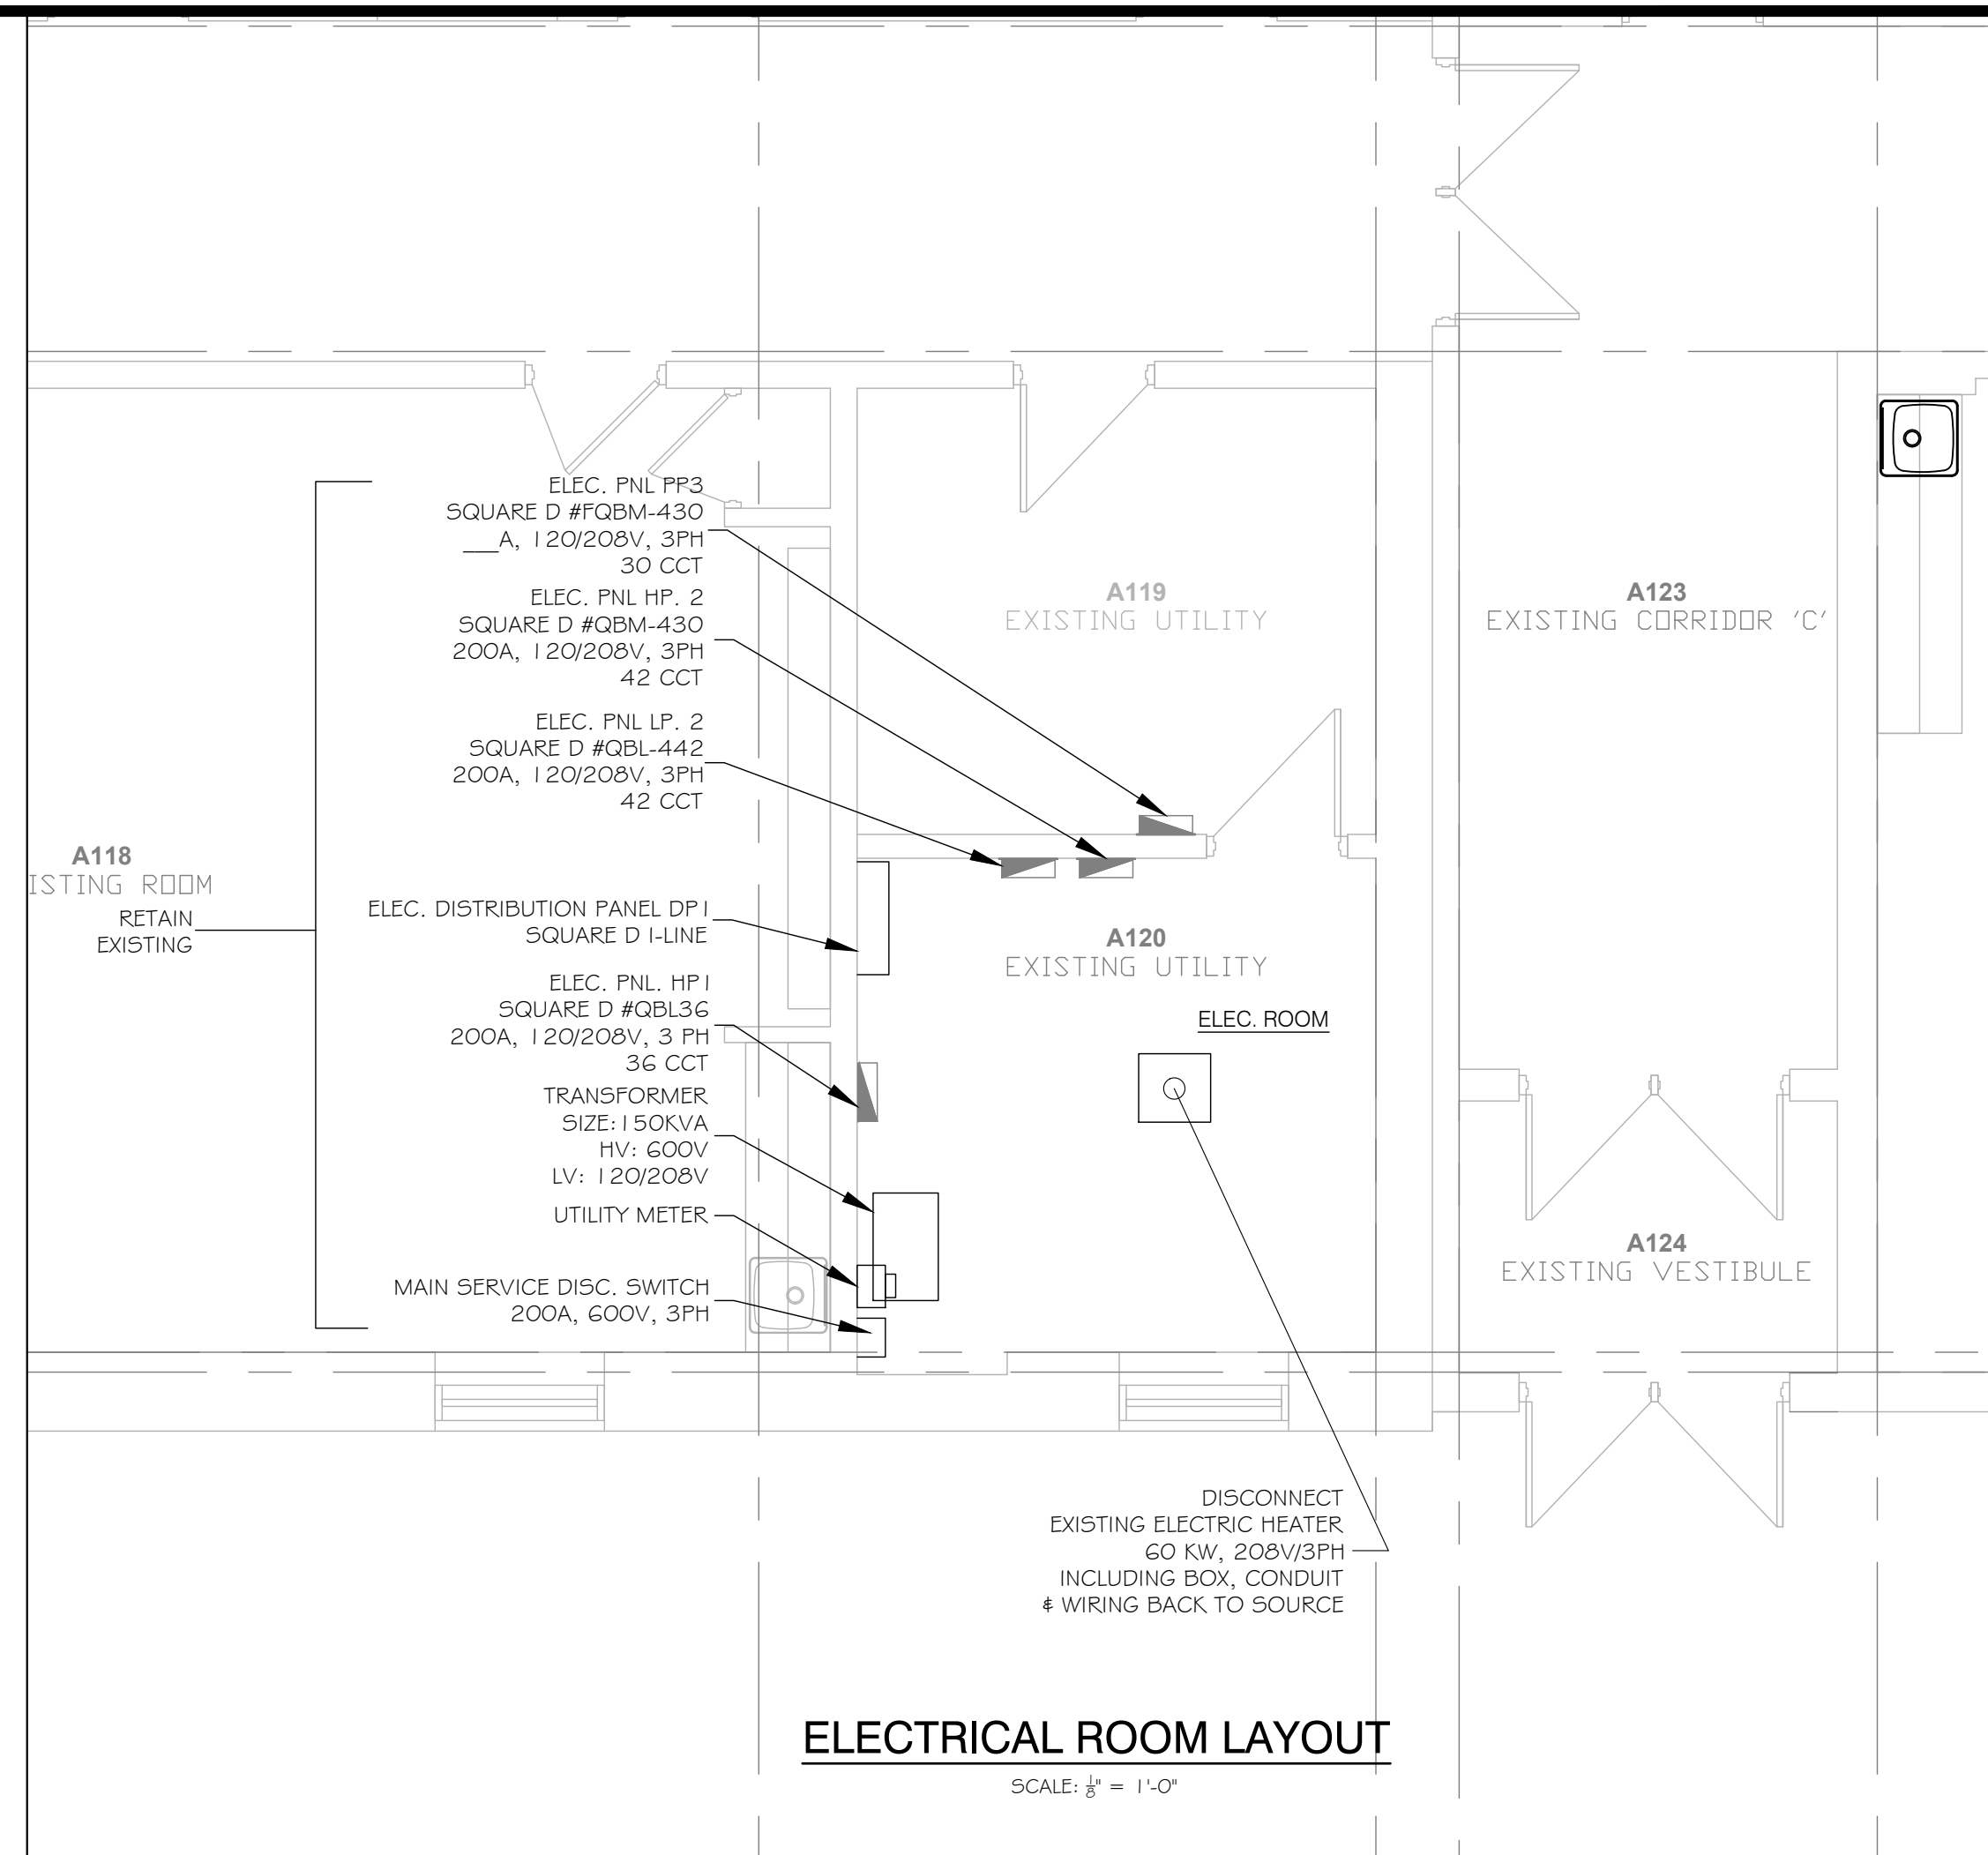 ELEC. PNL PP3
SQUARE D #FQBM-430
___A, 120/208V, 3PH
30 CCT
ELEC. PNL HP. 2
SQUARE D #QBM-430
200A, 120/208V, 3PH
42 CCT
ELEC. PNL LP. 2
SQUARE D #QBL-442
200A, 120/208V, 3PH
42 CCT
A119
EXISTING UTILITY
A123
EXISTING CORRIDOR 'C'
A118
ISTING ROOM
RETAIN
EXISTING
ELEC. DISTRIBUTION PANEL DP1
SQUARE D I-LINE
A120
EXISTING UTILITY
ELEC. ROOM
ELEC. PNL. HP1
SQUARE D #QBL36
200A, 120/208V, 3 PH
36 CCT
TRANSFORMER
SIZE:150KVA
HV: 600V
LV: 120/208V
UTILITY METER
MAIN SERVICE DISC. SWITCH
200A, 600V, 3PH
A124
EXISTING VESTIBULE
DISCONNECT
EXISTING ELECTRIC HEATER
60 KW, 208V/3PH
INCLUDING BOX, CONDUIT
& WIRING BACK TO SOURCE
ELECTRICAL ROOM LAYOUT
SCALE: 1/8" = 1'-0"